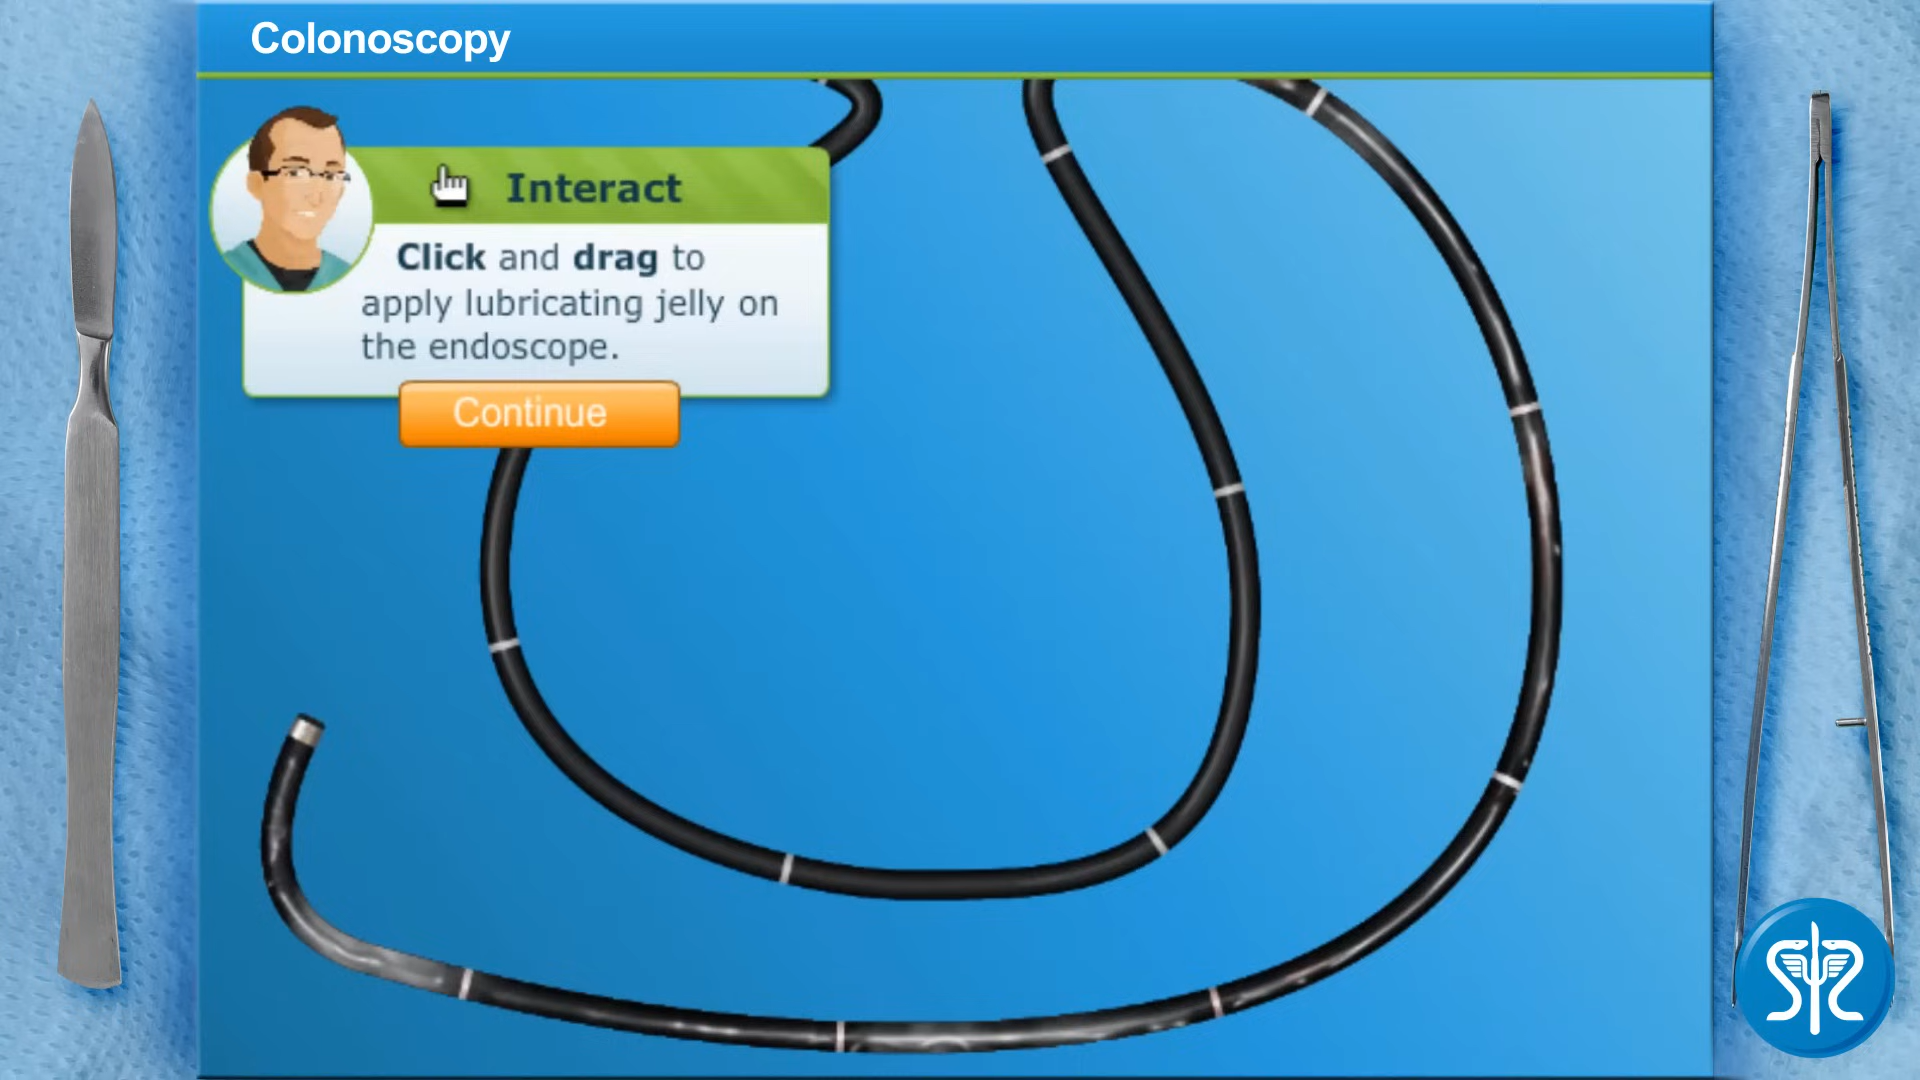 Colonoscopy
Interact
Click and drag to
apply lubricating jelly on
the endoscope.
Continue